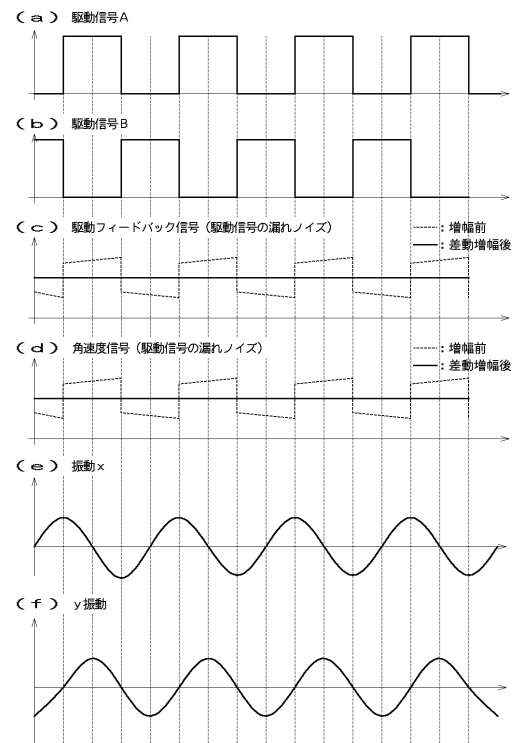 （ａ） 駆動信号Ａ
（ｂ） 駆動信号Ｂ
（ｃ） 駆動フィードバック信号（駆動信号の漏れノイズ）
：増幅前
：差動増幅後
（ｄ） 角速度信号（駆動信号の漏れノイズ）
：増幅前
：差動増幅後
（ｅ） 振動ｘ
（ｆ） ｙ振動